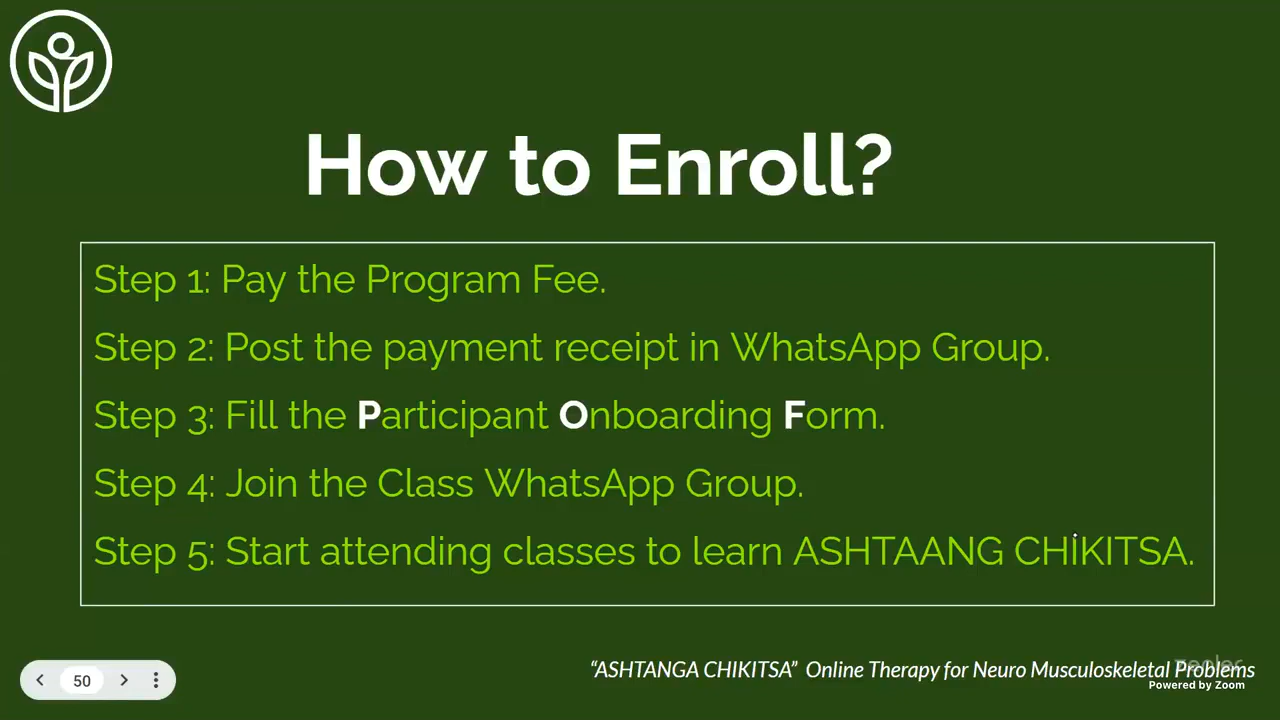 How to Enroll?
Step 1: Pay the Program Fee.
Step 2: Post the payment receipt in WhatsApp Group.
Step 3: Fill the Participant Onboarding Form.
Step 4: Join the Class WhatsApp Group.
Step 5: Start attending classes to learn ASHTAANG CHIKITSA.
50
“ASHTANGA CHIKITSA” Online Therapy for Neuro Musculoskeletal Problems
Powered by Zoom